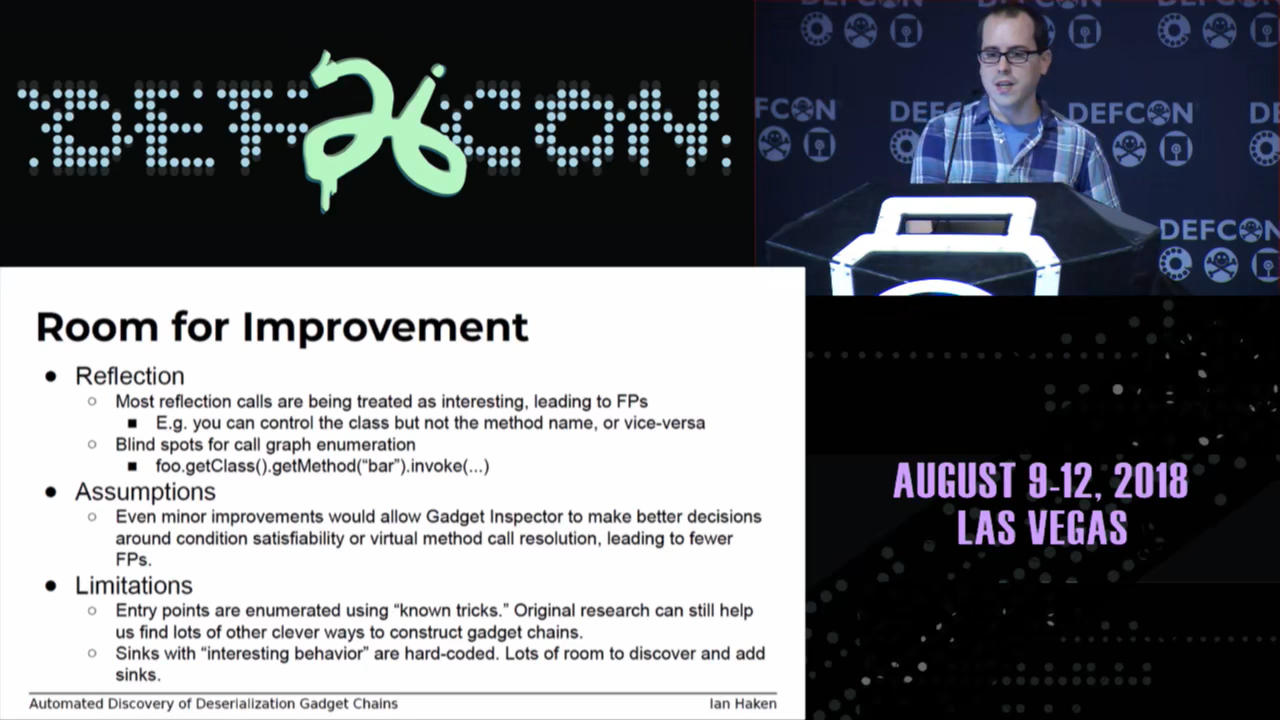 DEF 26 CON
DEFCON
DEFCON
DEFCON
DEFCON
Room for Improvement
● Reflection
○ Most reflection calls are being treated as interesting, leading to FPs
■ E.g. you can control the class but not the method name, or vice-versa
○ Blind spots for call graph enumeration
■ foo.getClass().getMethod(“bar”).invoke(...)
● Assumptions
○ Even minor improvements would allow Gadget Inspector to make better decisions
around condition satisfiability or virtual method call resolution, leading to fewer
FPs.
● Limitations
○ Entry points are enumerated using “known tricks.” Original research can still help
us find lots of other clever ways to construct gadget chains.
○ Sinks with “interesting behavior” are hard-coded. Lots of room to discover and add
sinks.
Automated Discovery of Deserialization Gadget Chains
Ian Haken
AUGUST 9-12, 2018
LAS VEGAS